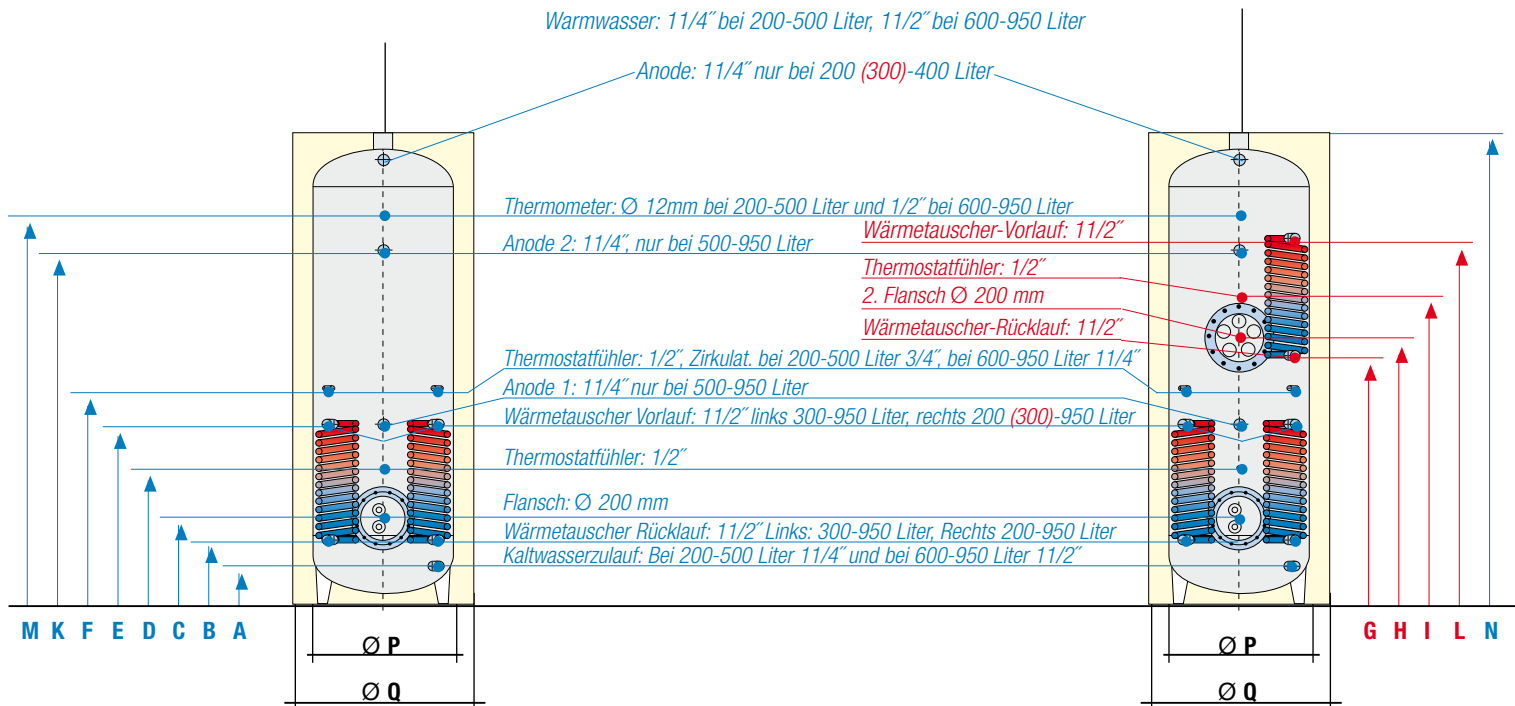 Warmwasser: 11/4˝ bei 200-500 Liter, 11/2˝ bei 600-950 Liter
Anode: 11/4˝ nur bei 200 (300)-400 Liter
Thermometer: Ø 12mm bei 200-500 Liter und 1/2˝ bei 600-950 Liter
Wärmetauscher-Vorlauf: 11/2˝
Anode 2: 11/4˝, nur bei 500-950 Liter
Thermostatfühler: 1/2˝
2. Flansch Ø 200 mm
Wärmetauscher-Rücklauf: 11/2˝
Thermostatfühler: 1/2˝, Zirkulat. bei 200-500 Liter 3/4˝, bei 600-950 Liter 11/4˝
Anode 1: 11/4˝ nur bei 500-950 Liter
Wärmetauscher Vorlauf: 11/2˝ links 300-950 Liter, rechts 200 (300)-950 Liter
Thermostatfühler: 1/2˝
Flansch: Ø 200 mm
Wärmetauscher Rücklauf: 11/2˝ Links: 300-950 Liter, Rechts 200-950 Liter
Kaltwasserzulauf: Bei 200-500 Liter 11/4˝ und bei 600-950 Liter 11/2˝
M K F E D C B A
G H I L N
Ø P
Ø P
Ø Q
Ø Q